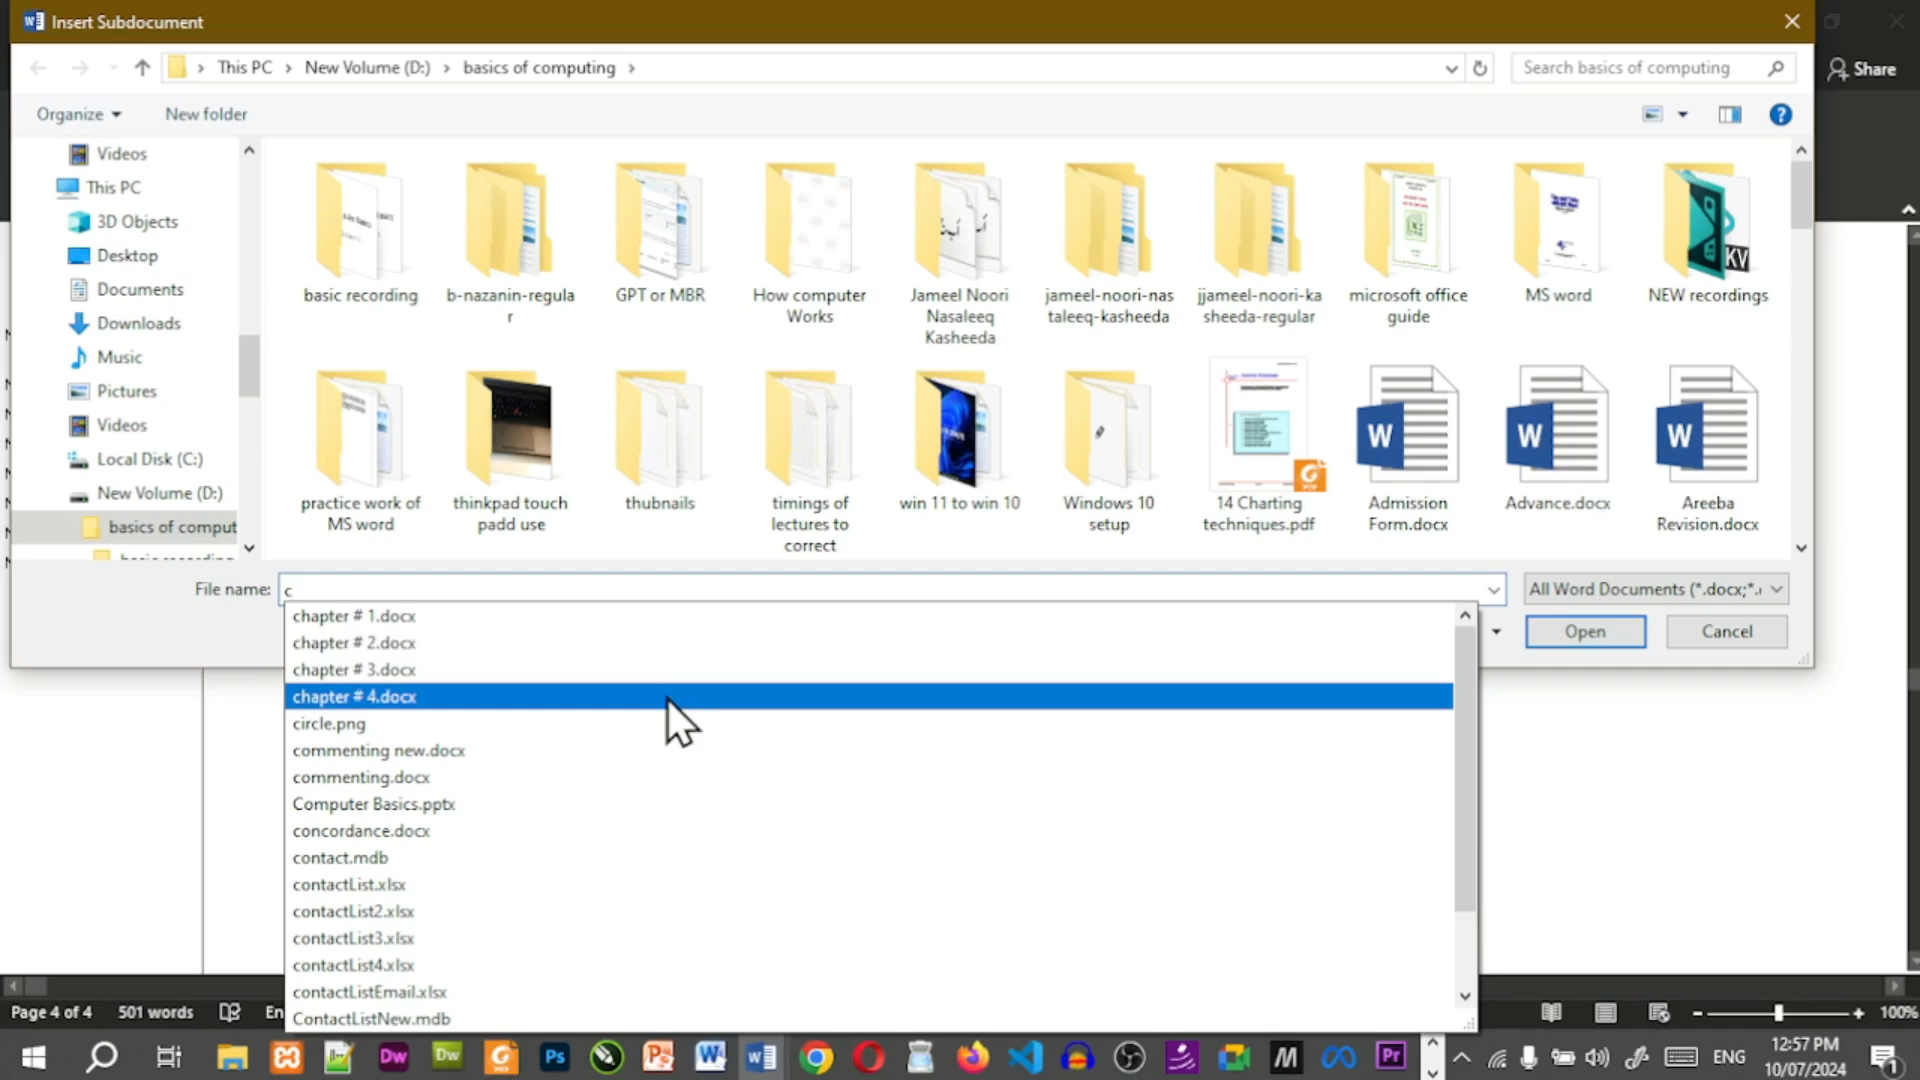 Insert Subdocument
This PC
New Volume (D:)
basics of computing
Search basics of computing
Share
Organize
New folder
Videos
This PC
3D Objects
Desktop
Documents
Downloads
Music
Pictures
Videos
Local Disk (C:)
New Volume (D:)
basics of comput
basic recording
b-nazanin-regula
r
GPT or MBR
How computer
Works
Jameel Noori
Nasaleeq
Kasheeda
jameel-noori-nas
taleeq-kasheeda
jjameel-noori-ka
sheeda-regular
microsoft office
guide
MS word
NEW recordings
practice work of
MS word
thinkpad touch
padd use
thubnails
timings of
lectures to
correct
win 11 to win 10
Windows 10
setup
14 Charting
techniques.pdf
Admission
Form.docx
Advance.docx
Areeba
Revision.docx
File name:
c
All Word Documents (*.docx;*.
Open
Cancel
chapter # 1.docx
chapter # 2.docx
chapter # 3.docx
chapter # 4.docx
circle.png
commenting new.docx
commenting.docx
Computer Basics.pptx
concordance.docx
contact.mdb
contactList.xlsx
contactList2.xlsx
contactList3.xlsx
contactList4.xlsx
contactListEmail.xlsx
ContactListNew.mdb
Page 4 of 4
501 words
En
100%
ENG
12:57 PM
10/07/2024